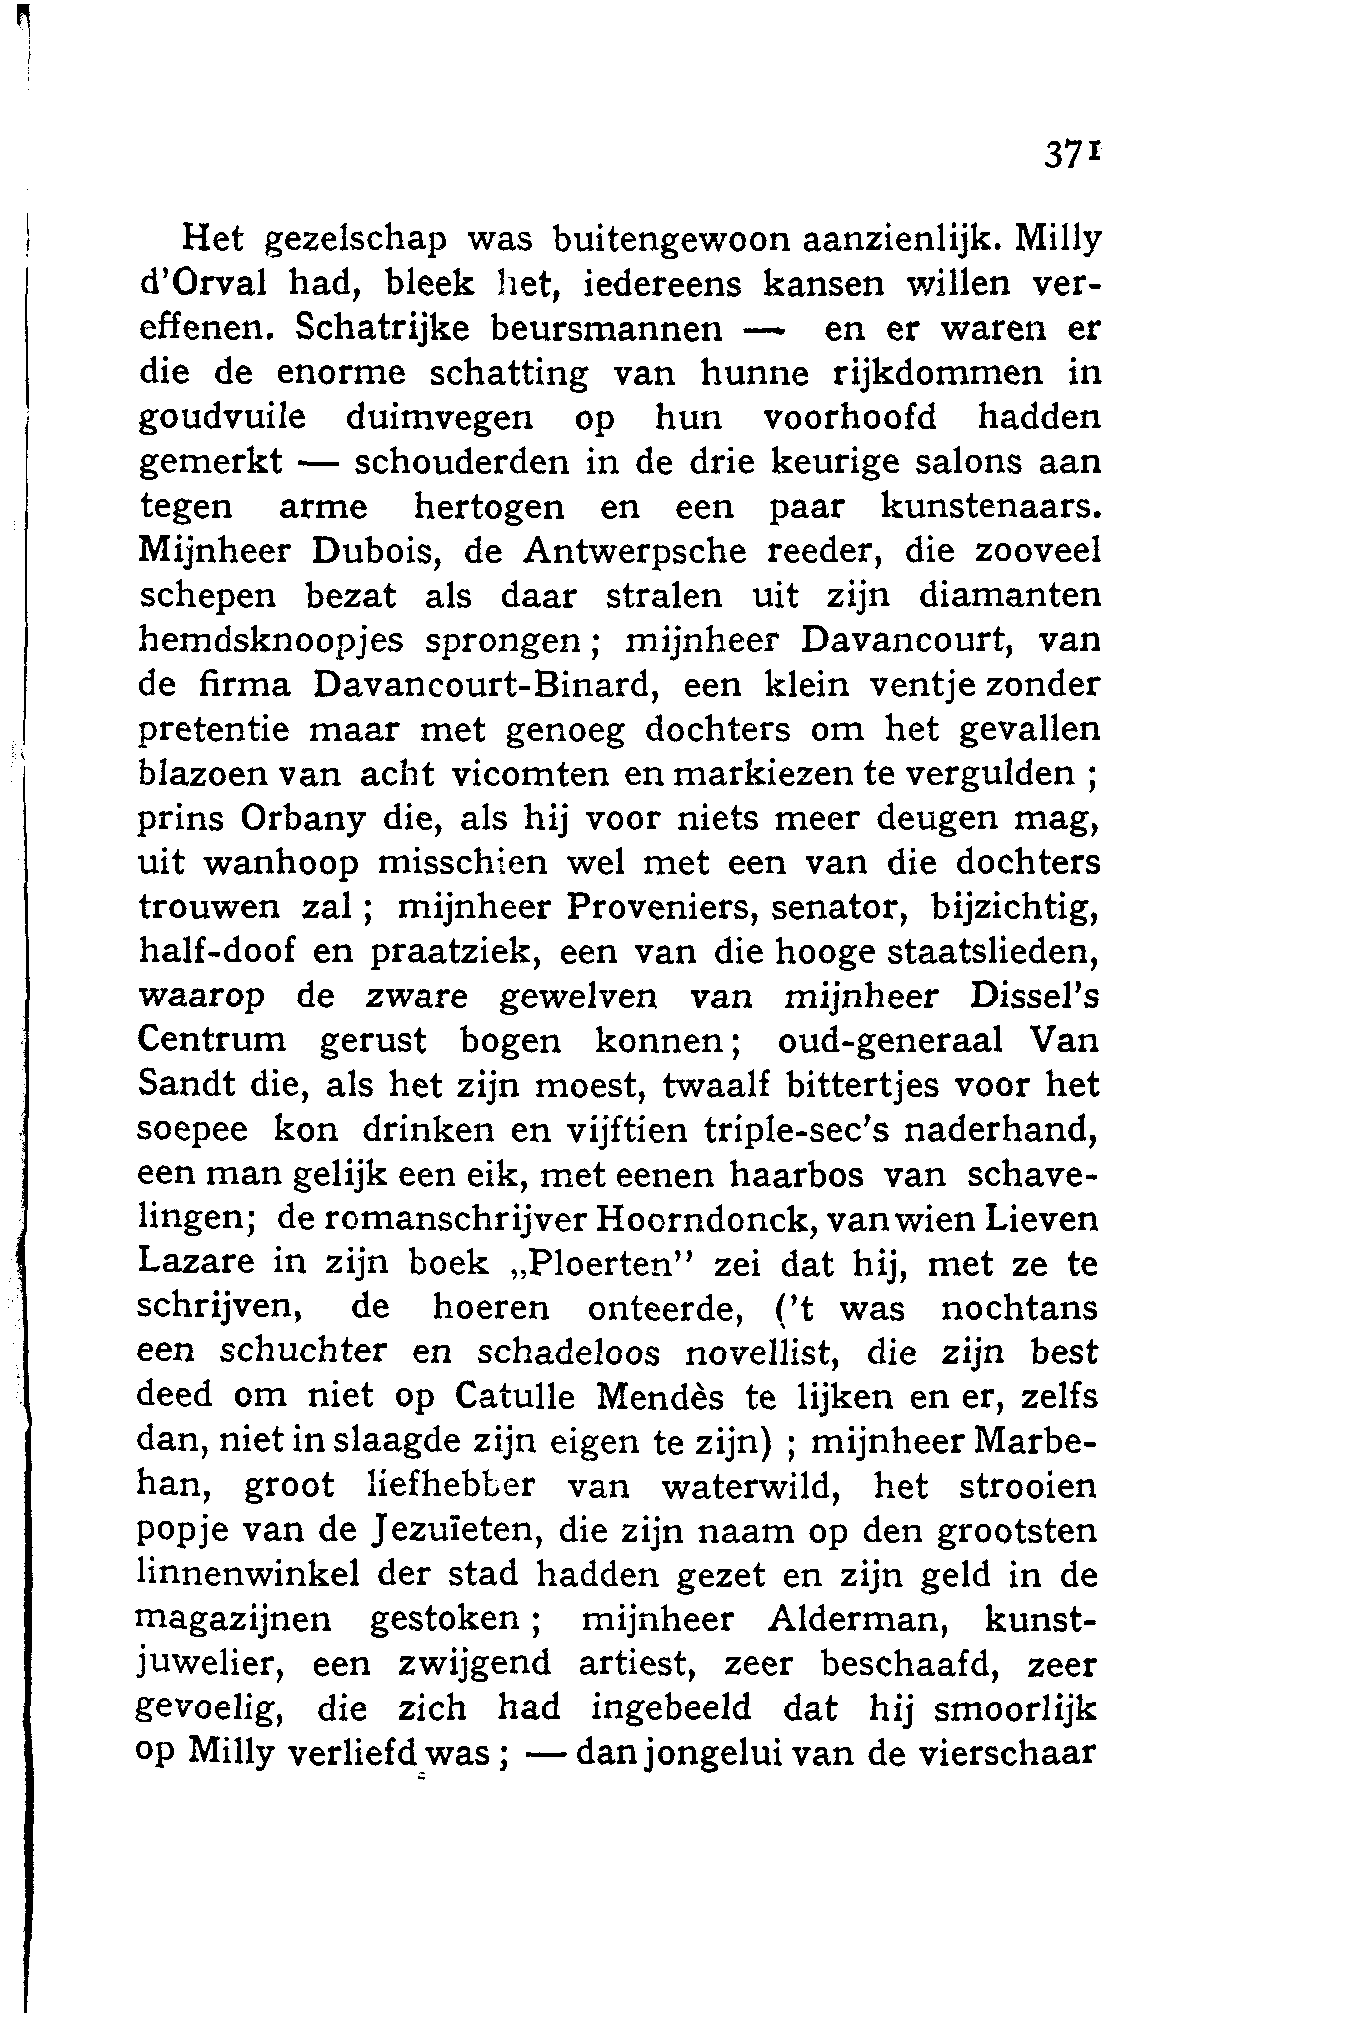 371
Het gezelschap was buitengewoon aanzienlijk. Milly
d'Orval had, bleek het, iedereens kansen willen ver-
effenen. Schatrijke beursmannen — en er waren er
die de enorme schatting van hunne rijkdommen in
goudvuile duimvegen op hun voorhoofd hadden
gemerkt — schouderden in de drie keurige salons aan
tegen arme hertogen en een paar kunstenaars.
Mijnheer Dubois, de Antwerpsche reeder, die zooveel
schepen bezat als daar stralen uit zijn diamanten
hemdsknoopjes sprongen ; mijnheer Davancourt, van
de firma Davancourt-Binard, een klein ventje zonder
pretentie maar met genoeg dochters om het gevallen
blazoen van acht vicomten en markiezen te vergulden ;
prins Orbany die, als hij voor niets meer deugen mag,
uit wanhoop misschien wel met een van die dochters
trouwen zal ; mijnheer Proveniers, senator, bijzichtig,
half-doof en praatziek, een van die hooge staatslieden,
waarop de zware gewelven van mijnheer Dissel's
Centrum gerust bogen konnen ; oud-generaal Van
Sandt die, als het zijn moest, twaalf bittertjes voor het
soepee kon drinken en vijftien triple-sec's naderhand,
een man gelijk een eik, met eenen haarbos van schave-
lingen; de romanschrijver Hoorndonck, van wien Lieven
Lazare in zijn boek „Ploerten” zei dat hij, met ze te
schrijven, de hoeren onteerde, ('t was nochtans
een schuchter en schadeloos novellist, die zijn best
deed om niet op Catulle Mendès te lijken en er, zelfs
dan, niet in slaagde zijn eigen te zijn) ; mijnheer Marbe-
han, groot liefhebber van waterwild, het strooien
popje van de Jezuïeten, die zijn naam op den grootsten
linnenwinkel der stad hadden gezet en zijn geld in de
magazijnen gestoken ; mijnheer Alderman, kunst-
juwelier, een zwijgend artiest, zeer beschaafd, zeer
gevoelig, die zich had ingebeeld dat hij smoorlijk
op Milly verliefd was ; — dan jongelui van de vierschaar